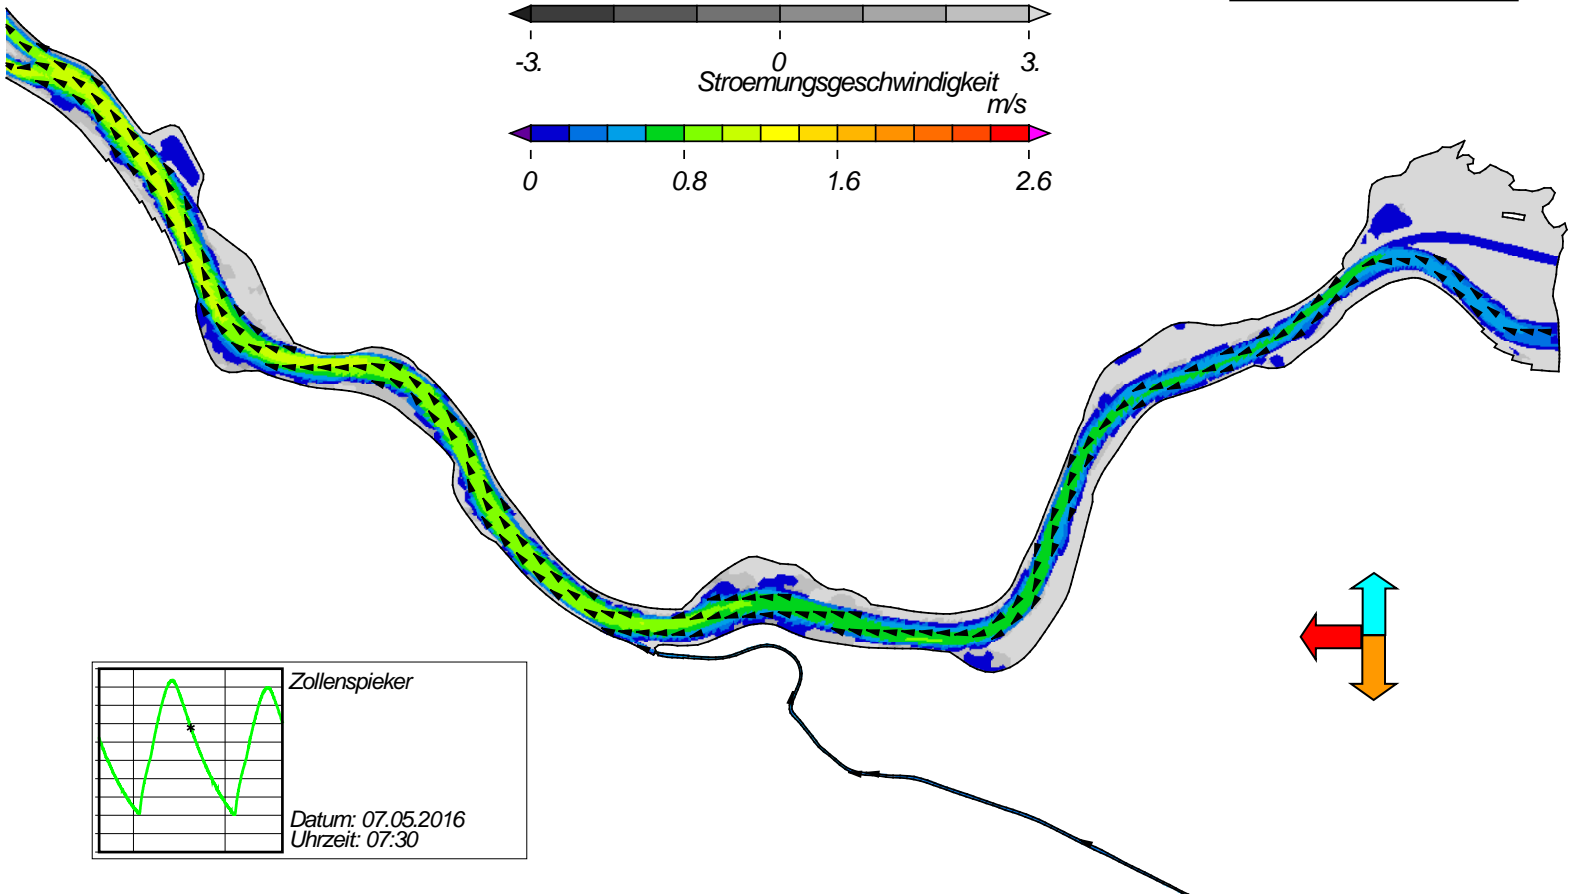 -3. 0 3.
Stroemungsgeschwindigkeit
m/s
0 0.8 1.6 2.6
Zollenspieker
Datum: 07.05.2016
Uhrzeit: 07:30